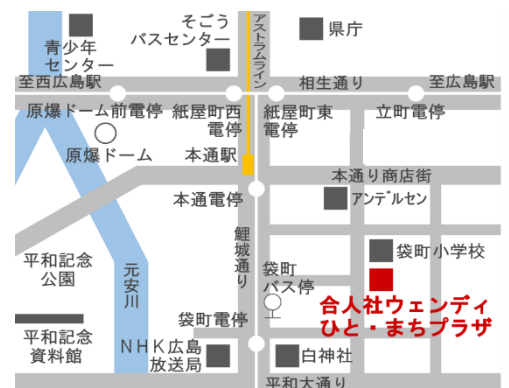 そごう
バスセンター
アストラムライン
県庁
青少年
センター
至西広島駅
相生通り
至広島駅
原爆ドーム前電停
紙屋町西
電停
紙屋町東
電停
立町電停
原爆ドーム
本通駅
本通り商店街
本通電停
アンデルセン
鯉城通り
袋町小学校
平和記念
公園
元安川
袋町
バス停
合人社ウェンディ
ひと・まちプラザ
袋町電停
平和記念
資料館
NHK広島
放送局
白神社
平和大通り